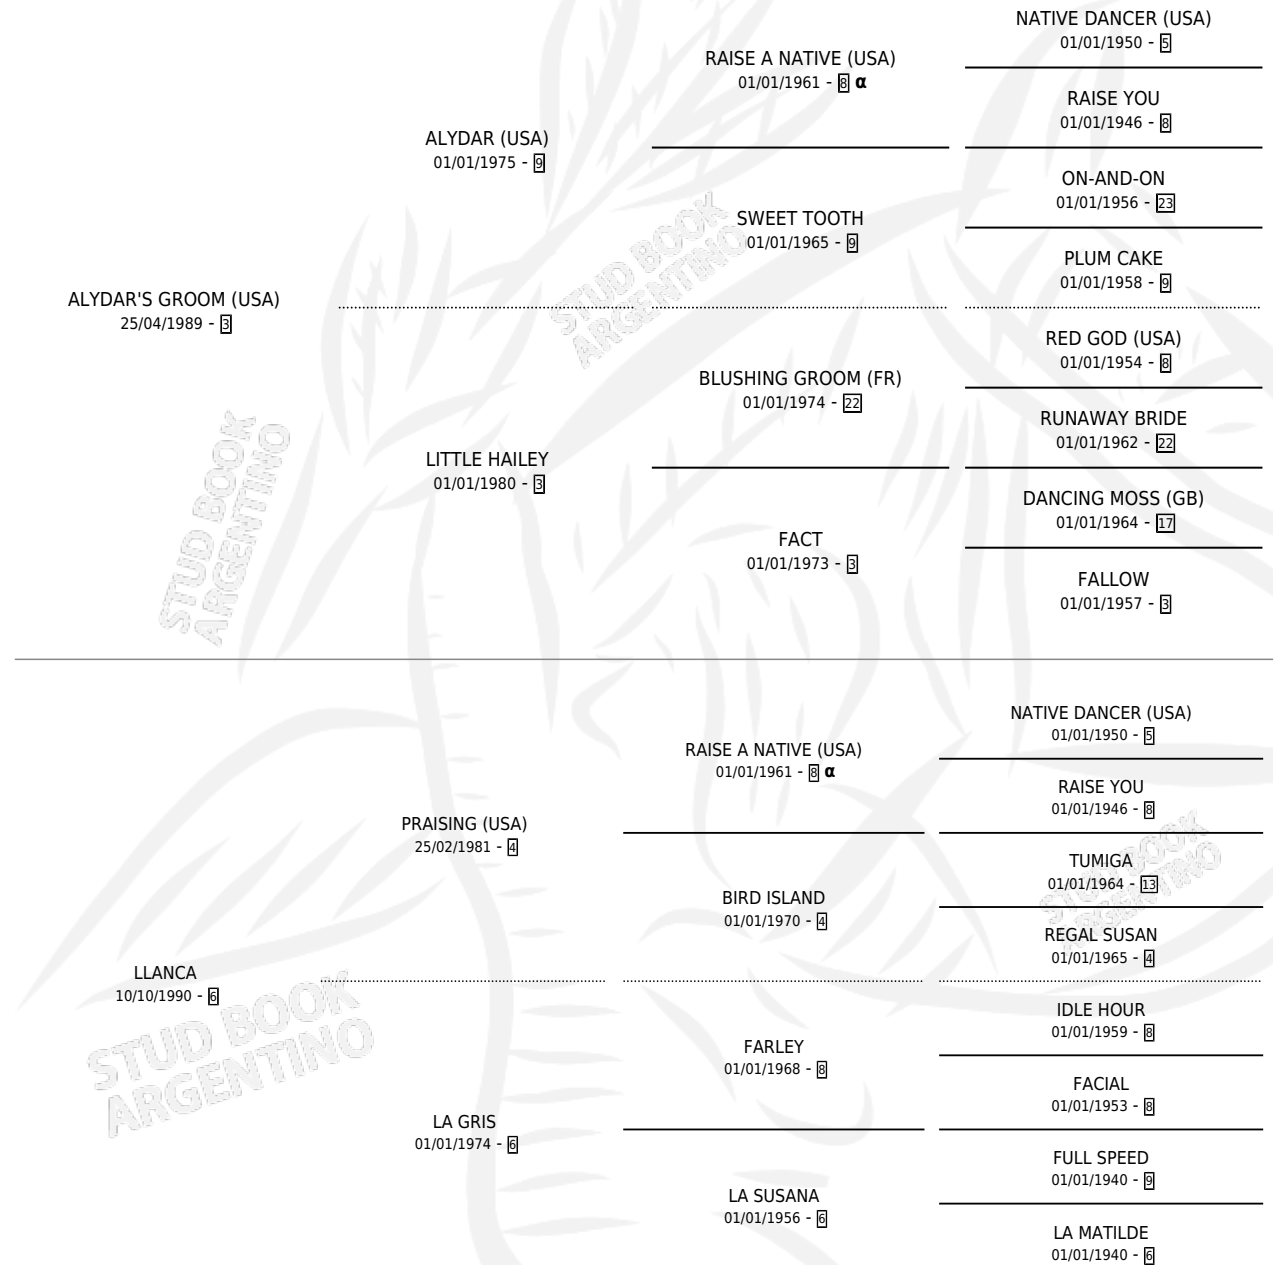 NATIVE DANCER (USA)
01/01/1950 - 5
RAISE A NATIVE (USA)
01/01/1961 - 8 α
RAISE YOU
01/01/1946 - 8
ALYDAR (USA)
01/01/1975 - 9
ON-AND-ON
01/01/1956 - 23
SWEET TOOTH
01/01/1965 - 9
PLUM CAKE
01/01/1958 - 9
ALYDAR'S GROOM (USA)
25/04/1989 - 3
RED GOD (USA)
01/01/1954 - 8
BLUSHING GROOM (FR)
01/01/1974 - 22
RUNAWAY BRIDE
01/01/1962 - 22
LITTLE HAILEY
01/01/1980 - 3
DANCING MOSS (GB)
01/01/1964 - 17
FACT
01/01/1973 - 3
FALLOW
01/01/1957 - 3
STUD BOOK
ARGENTINO
STUD BOOK
ARGENTINO
NATIVE DANCER (USA)
01/01/1950 - 5
RAISE A NATIVE (USA)
01/01/1961 - 8 α
RAISE YOU
01/01/1946 - 8
PRAISING (USA)
25/02/1981 - 4
TUMIGA
01/01/1964 - 13
BIRD ISLAND
01/01/1970 - 4
REGAL SUSAN
01/01/1965 - 4
LLANCA
10/10/1990 - 6
IDLE HOUR
01/01/1959 - 8
FARLEY
01/01/1968 - 8
FACIAL
01/01/1953 - 8
LA GRIS
01/01/1974 - 6
FULL SPEED
01/01/1940 - 9
LA SUSANA
01/01/1956 - 6
LA MATILDE
01/01/1940 - 6
STUD BOOK
ARGENTINO
STUD BOOK
ARGENTINO